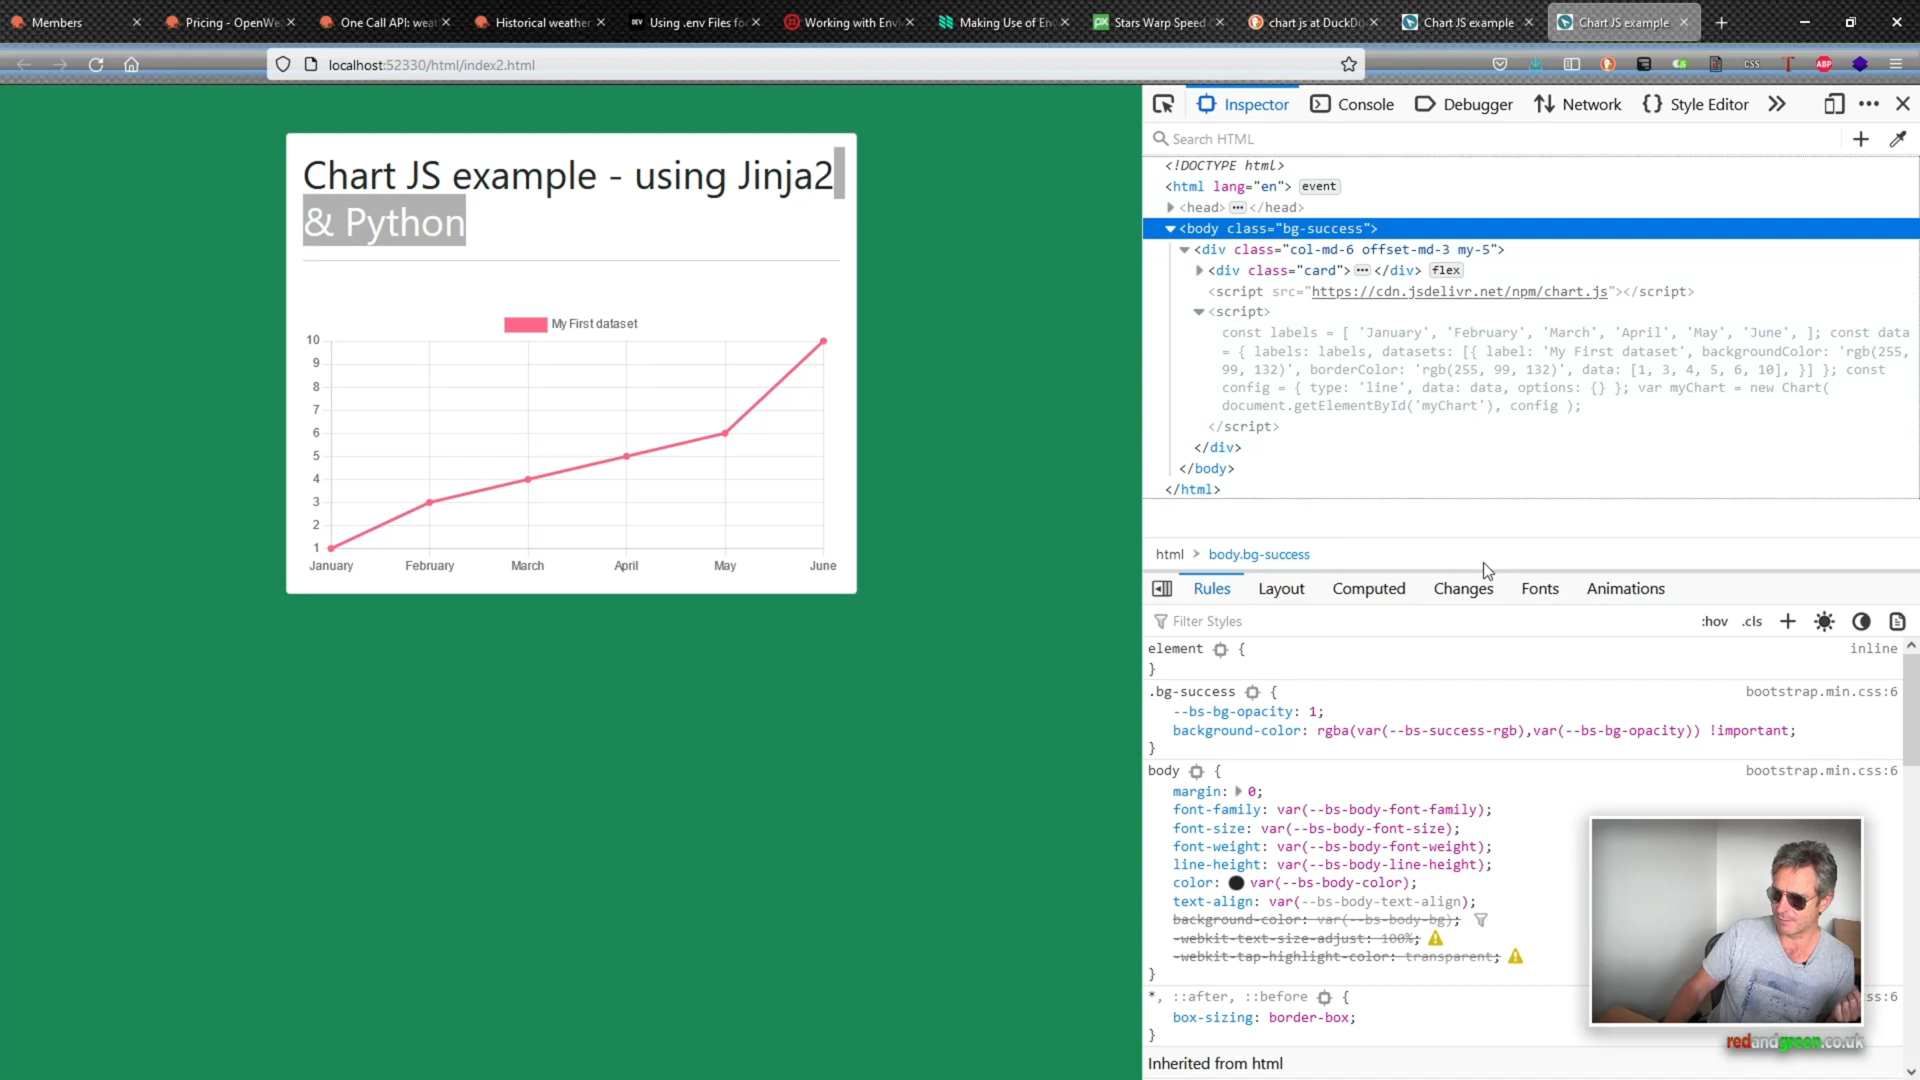 Members
Pricing - OpenWe
One Call API: wea
Historical weather
DEV Using .env Files fo
Working with Envi
Making Use of En
px Stars Warp Speed
chart js at DuckDu
Chart JS example
Chart JS example
localhost:52330/html/index2.html
CSS
T
ABP
Chart JS example - using Jinja2
& Python
My First dataset
10
9
8
7
6
5
4
3
2
1
January February March April May June
Inspector Console Debugger Network Style Editor
Search HTML
<!DOCTYPE html>
<html lang="en"> event
<head> ••• </head>
<body class="bg-success">
<div class="col-md-6 offset-md-3 my-5">
<div class="card"> ••• </div> flex
<script src="https://cdn.jsdelivr.net/npm/chart.js"></script>
<script>
const labels = [ 'January', 'February', 'March', 'April', 'May', 'June', ]; const data
= { labels: labels, datasets: [{ label: 'My First dataset', backgroundColor: 'rgb(255,
99, 132)', borderColor: 'rgb(255, 99, 132)', data: [1, 3, 4, 5, 6, 10], }] }; const
config = { type: 'line', data: data, options: {} }; var myChart = new Chart(
document.getElementById('myChart'), config );
</script>
</div>
</body>
</html>
html > body.bg-success
Rules Layout Computed Changes Fonts Animations
Filter Styles :hov .cls +
element { inline
}
.bg-success { bootstrap.min.css:6
--bs-bg-opacity: 1;
background-color: rgba(var(--bs-success-rgb),var(--bs-bg-opacity)) !important;
}
body { bootstrap.min.css:6
margin: 0;
font-family: var(--bs-body-font-family);
font-size: var(--bs-body-font-size);
font-weight: var(--bs-body-font-weight);
line-height: var(--bs-body-line-height);
color: var(--bs-body-color);
text-align: var(--bs-body-text-align);
background-color: var(--bs-body-bg);
-webkit-text-size-adjust: 100%;
-webkit-tap-highlight-color: transparent;
}
*, ::after, ::before { ss:6
box-sizing: border-box;
}
redandgreen.co.uk
Inherited from html